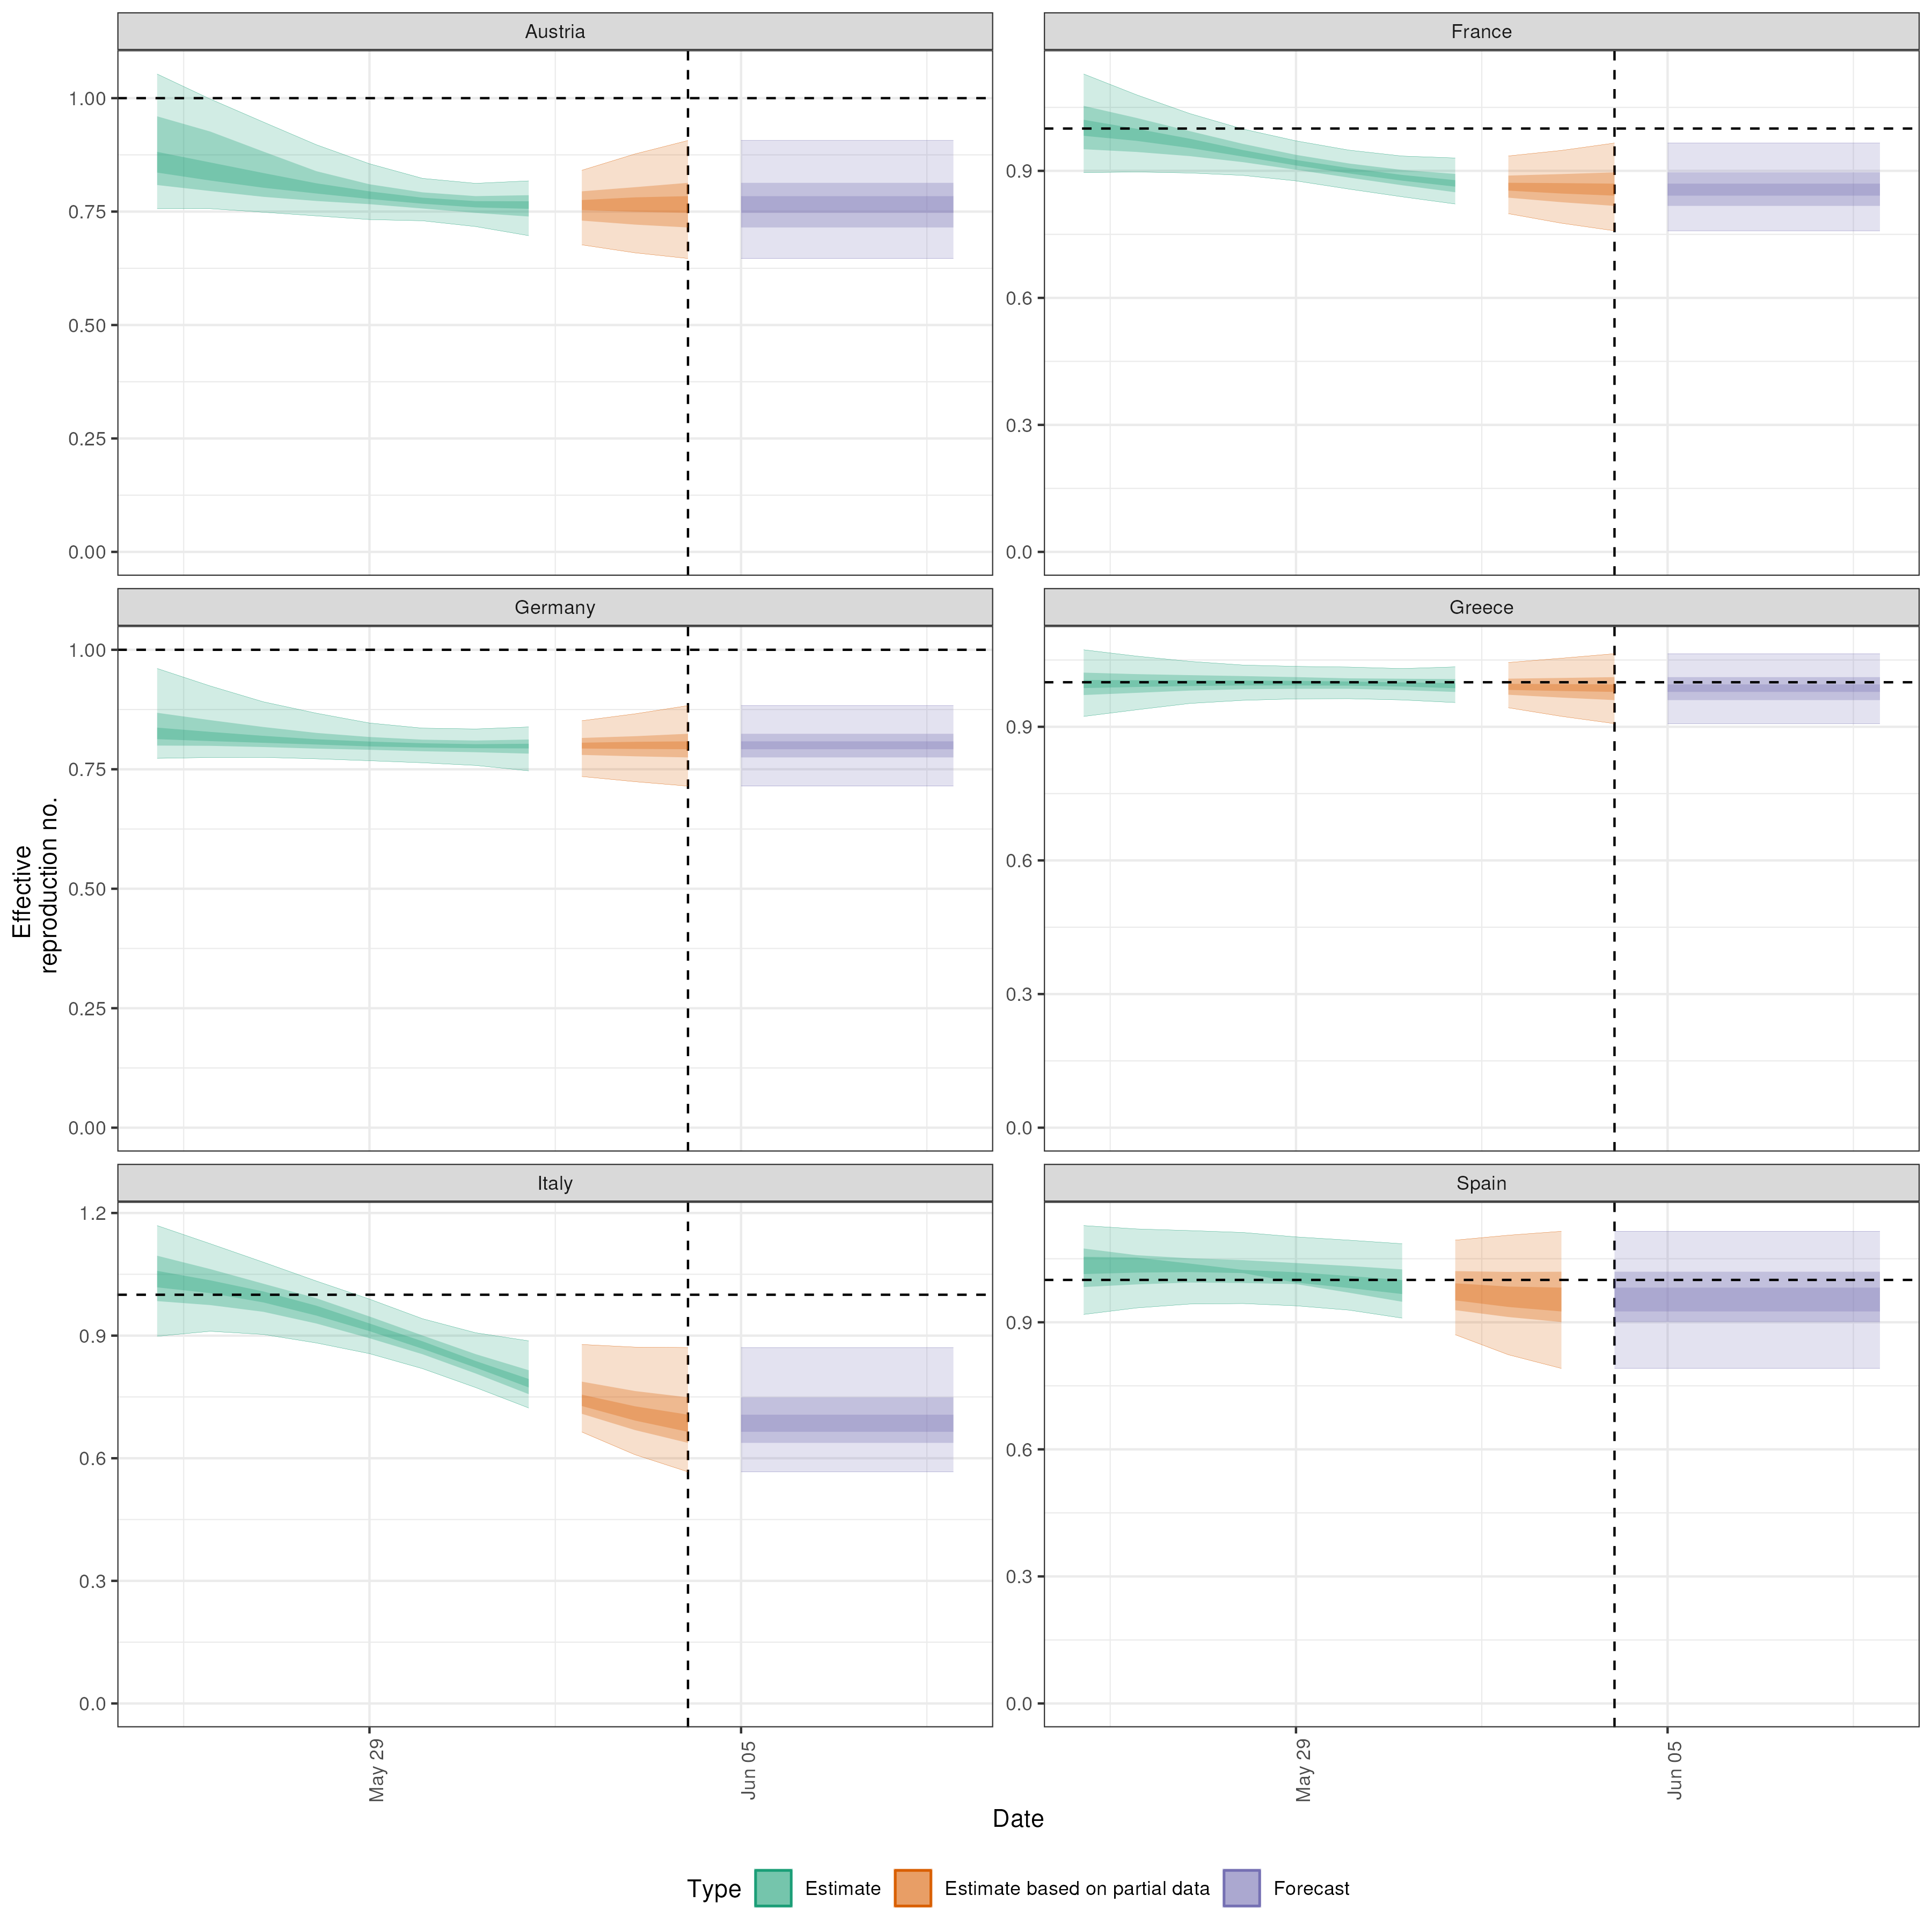 Austria
France
1.00
0.75
0.50
0.25
0.00
0.9
0.6
0.3
0.0
Germany
Greece
1.00
0.75
0.50
0.25
0.00
0.9
0.6
0.3
0.0
Effective
reproduction no.
Italy
Spain
1.2
0.9
0.6
0.3
0.0
0.9
0.6
0.3
0.0
May 29
Jun 05
May 29
Jun 05
Date
Type Estimate Estimate based on partial data Forecast